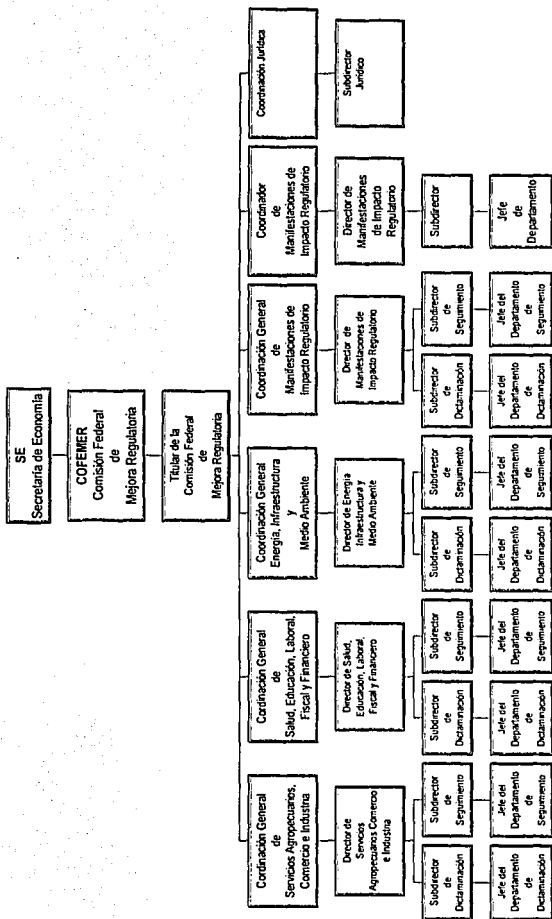 SE
Secretaría de Economía
COFEMER
Comisión Federal
de
Mejora Regulatoria
Titular de la
Comisión Federal
de
Mejora Regulatoria
Cordinación General
de
Servicios Agropecuarios,
Comercio e Industria
Cordinación General
de
Salud, Educación, Laboral,
Fiscal y Financiero
Coordinación General
Energía, Infraestructura
y
Medio Ambiente
Coordinación General
de
Manifestaciones de
Impacto Regulatorio
Coordinador
de
Manifestaciones de
Impacto Regulatorio
Coordinación Jurídica
Director de
Servicios
Agropecuarios Comercio
e Industria
Director de Salud,
Educación, Laboral,
Fiscal y Financiero
Director de Energía
Infraestructura y
Medio Ambiente
Director de
Manifestaciones de
Impacto Regulatorio
Director de
Manifestaciones
de Impacto
Regulatorio
Subdirector
Jurídico
Subdirector
de
Dictaminación
Subdirector
de
Seguimiento
Subdirector
de
Dictaminación
Subdirector
de
Seguimiento
Subdirector
de
Dictaminación
Subdirector
de
Seguimiento
Subdirector
de
Dictaminación
Subdirector
de
Seguimiento
Subdirector
Jefe del
Departamento
de
Dictaminación
Jefe del
Departamento
de
Seguimiento
Jefe del
Departamento
de
Dictaminación
Jefe del
Departamento
de
Seguimiento
Jefe del
Departamento
de
Dictaminación
Jefe del
Departamento
de
Seguimiento
Jefe del
Departamento
de
Dictaminación
Jefe del
Departamento
de
Seguimiento
Jefe
de
Departamento